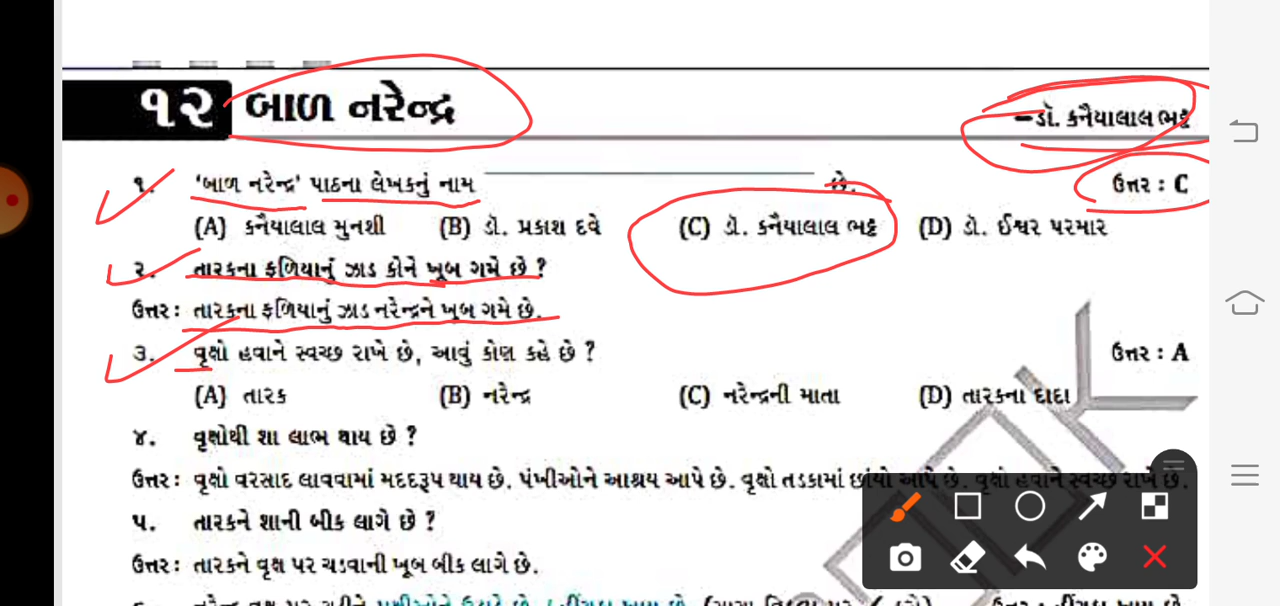 ૧૨ બાળ નરેન્દ્ર
–ડૉ. કનૈયાલાલ ભટ્ટ
૧. 'બાળ નરેન્દ્ર' પાઠના લેખકનું નામ ____________ છે. ઉત્તર : C
(A) કનૈયાલાલ મુનશી (B) ડૉ. પ્રકાશ દવે (C) ડૉ. કનૈયાલાલ ભટ્ટ (D) ડૉ. ઈશ્વર પરમાર
૨. તારકના ફળિયાનું ઝાડ કોને ખૂબ ગમે છે ?
ઉત્તર : તારકના ફળિયાનું ઝાડ નરેન્દ્રને ખૂબ ગમે છે.
૩. વૃક્ષો હવાને સ્વચ્છ રાખે છે, આવું કોણ કહે છે ? ઉત્તર : A
(A) તારક (B) નરેન્દ્ર (C) નરેન્દ્રની માતા (D) તારકના દાદા
૪. વૃક્ષોથી શા લાભ થાય છે ?
ઉત્તર : વૃક્ષો વરસાદ લાવવામાં મદદરૂપ થાય છે. પંખીઓને આશ્રય આપે છે. વૃક્ષો તડકામાં છાંયો આપે છે. વૃક્ષો હવાને સ્વચ્છ રાખે છે.
૫. તારકને શાની બીક લાગે છે ?
ઉત્તર : તારકને વૃક્ષ પર ચડવાની ખૂબ બીક લાગે છે.